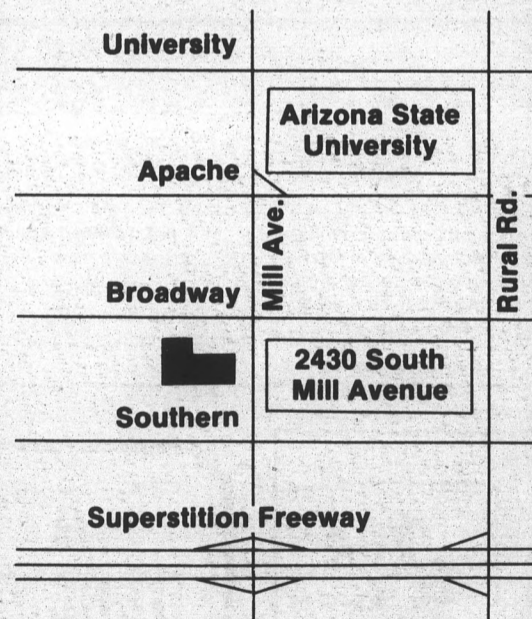 University
Arizona State
University
Apache
Mill Ave.
Rural Rd.
Broadway
2430 South
Mill Avenue
Southern
Superstition Freeway